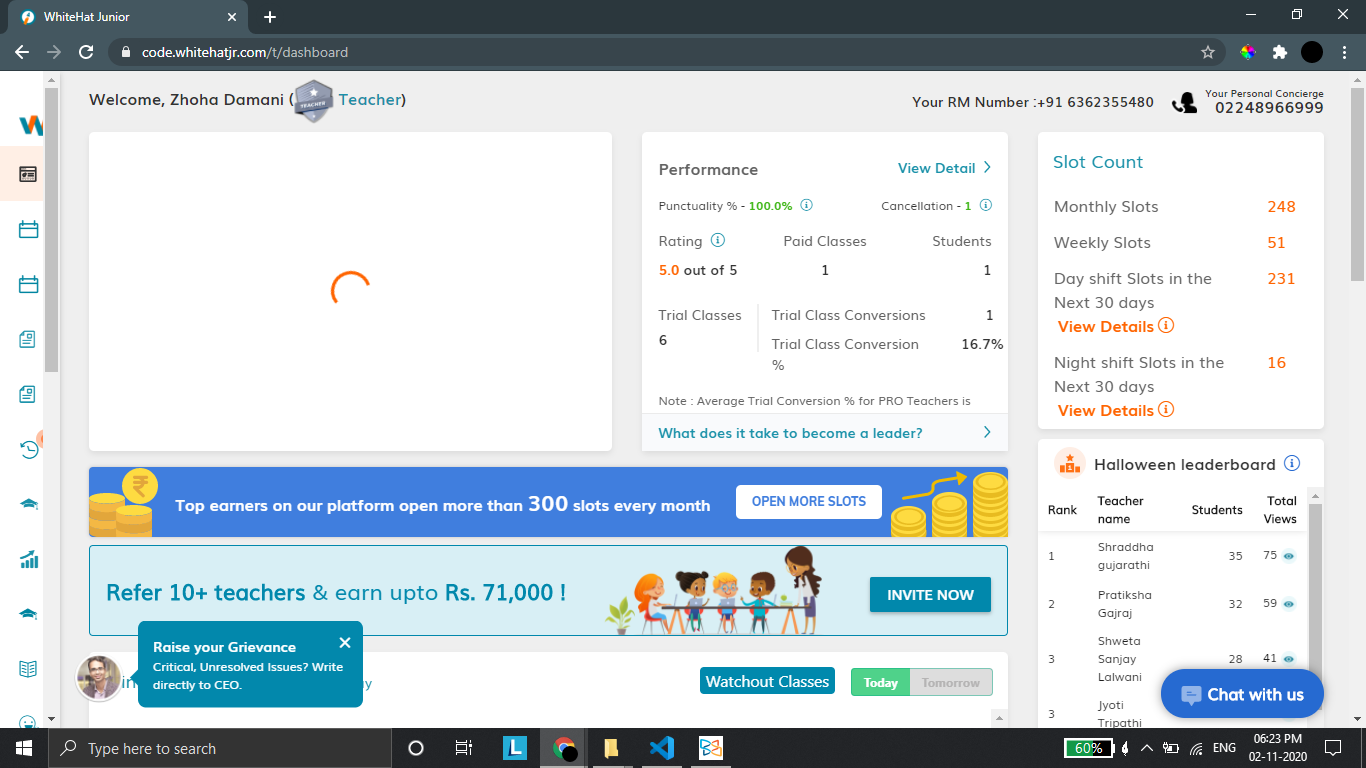 WhiteHat Junior
code.whitehatjr.com/t/dashboard
Welcome, Zhoha Damani (TEACHER Teacher)
Your RM Number :+91 6362355480
Your Personal Concierge
02248966999
Performance
View Detail
Punctuality % - 100.0%
Cancellation - 1
Rating
Paid Classes
Students
5.0 out of 5
1
1
Trial Classes
6
Trial Class Conversions
1
Trial Class Conversion
%
16.7%
Note : Average Trial Conversion % for PRO Teachers is
What does it take to become a leader?
Slot Count
Monthly Slots
248
Weekly Slots
51
Day shift Slots in the
Next 30 days
231
View Details
Night shift Slots in the
Next 30 days
16
View Details
Top earners on our platform open more than 300 slots every month
OPEN MORE SLOTS
Refer 10+ teachers & earn upto Rs. 71,000 !
INVITE NOW
Halloween leaderboard
Rank
Teacher
name
Students
Total
Views
1
Shraddha
gujarathi
35
75
2
Pratiksha
Gajraj
32
59
3
Shweta
Sanjay
Lalwani
28
41
3
Jyoti
Tripathi
Raise your Grievance
Critical, Unresolved Issues? Write
directly to CEO.
Watchout Classes
Today
Tomorrow
Chat with us
Type here to search
L
60%
ENG
06:23 PM
02-11-2020